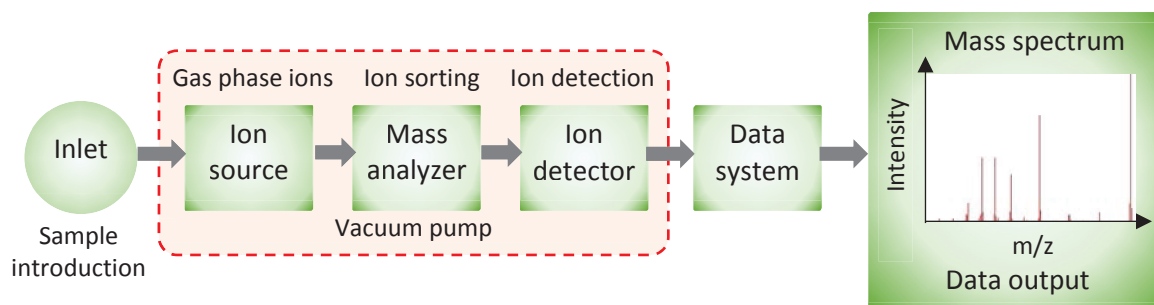 Gas phase ions
Ion sorting
Ion detection
Inlet
Ion
source
Mass
analyzer
Ion
detector
Data
system
Vacuum pump
Sample
introduction
Mass spectrum
Intensity
m/z
Data output